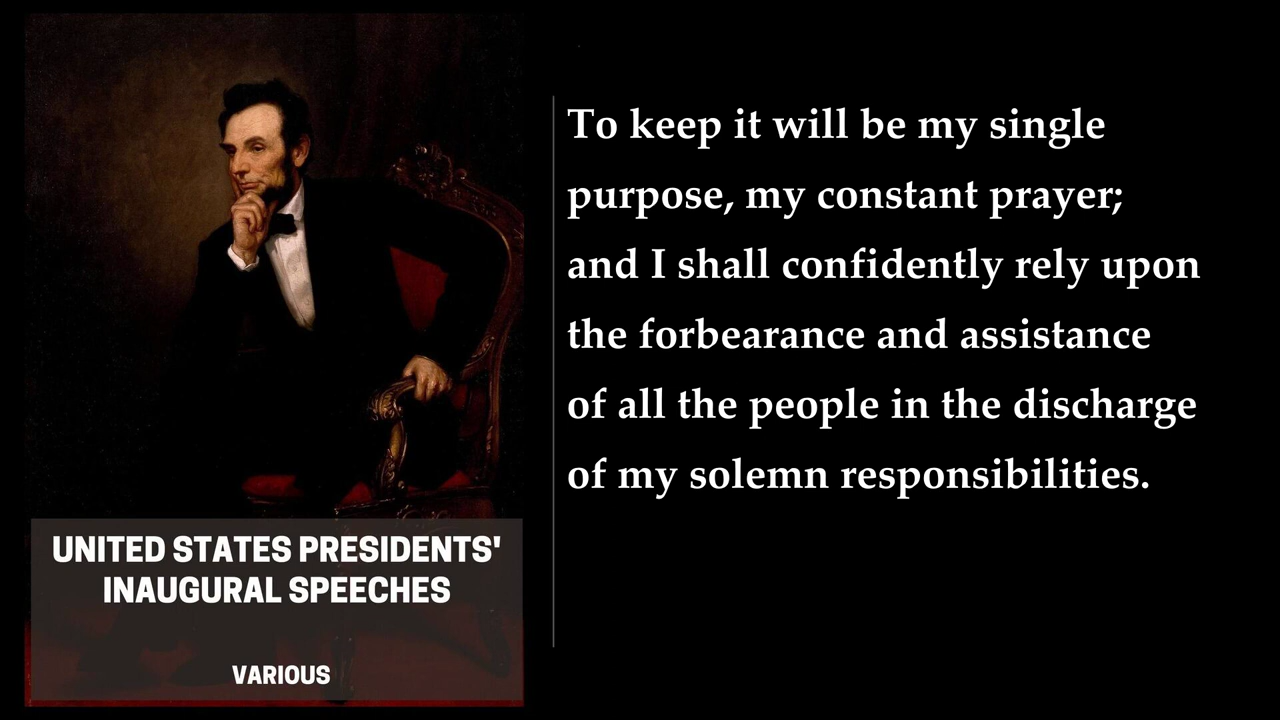 To keep it will be my single
purpose, my constant prayer;
and I shall confidently rely upon
the forbearance and assistance
of all the people in the discharge
of my solemn responsibilities.
UNITED STATES PRESIDENTS'
INAUGURAL SPEECHES
VARIOUS